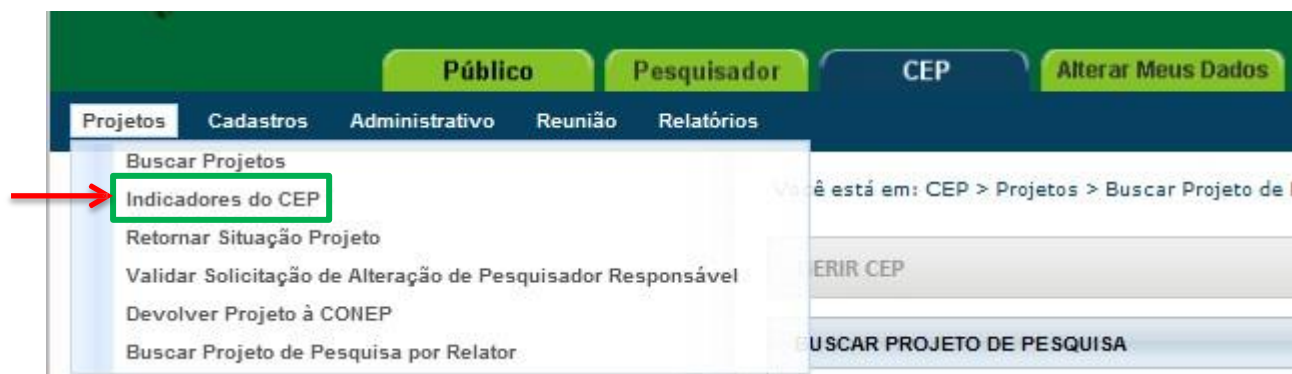 Público Pesquisador CEP Alterar Meus Dados
Projetos Cadastros Administrativo Reunião Relatórios
Buscar Projetos
Indicadores do CEP
Retornar Situação Projeto
Validar Solicitação de Alteração de Pesquisador Responsável
Devolver Projeto à CONEP
Buscar Projeto de Pesquisa por Relator
Você está em: CEP > Projetos > Buscar Projeto de
ERIR CEP
BUSCAR PROJETO DE PESQUISA